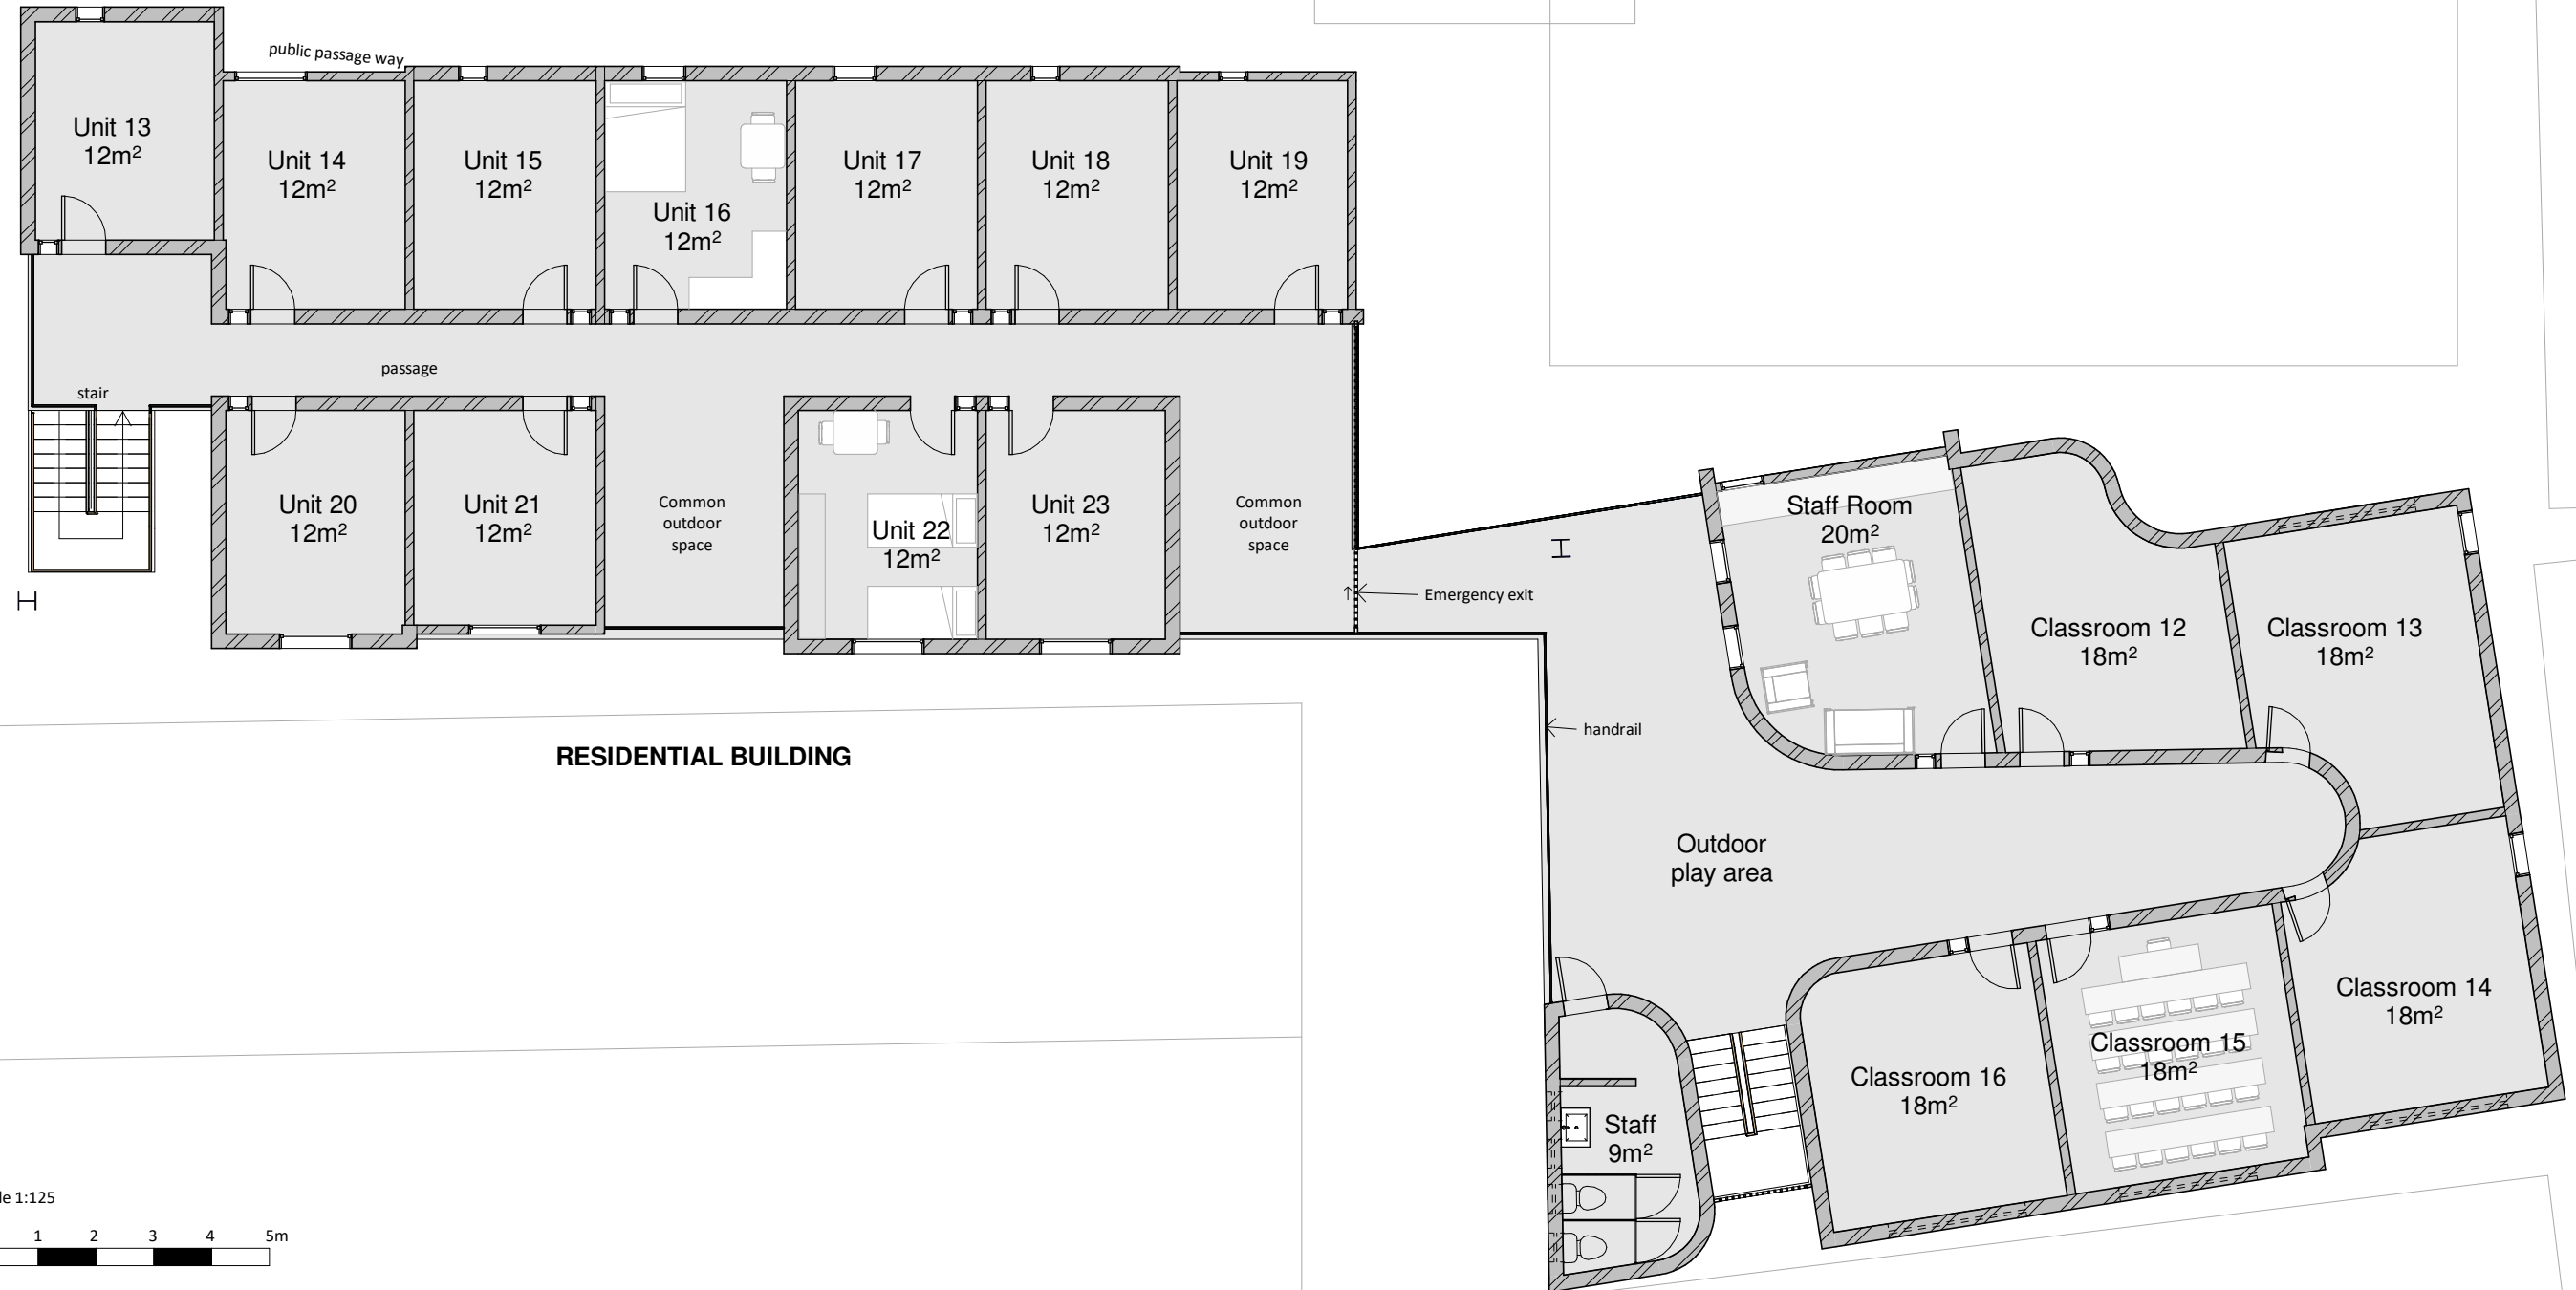 public passage way
Unit 13
12m²
Unit 14
12m²
Unit 15
12m²
Unit 16
12m²
Unit 17
12m²
Unit 18
12m²
Unit 19
12m²
passage
stair
Unit 20
12m²
Unit 21
12m²
Common
outdoor
space
Unit 22
12m²
Unit 23
12m²
Common
outdoor
space
H
H
Emergency exit
Staff Room
20m²
Classroom 12
18m²
Classroom 13
18m²
handrail
RESIDENTIAL BUILDING
Outdoor
play area
Classroom 14
18m²
Classroom 15
18m²
Classroom 16
18m²
Staff
9m²
le 1:125
1 2 3 4 5m